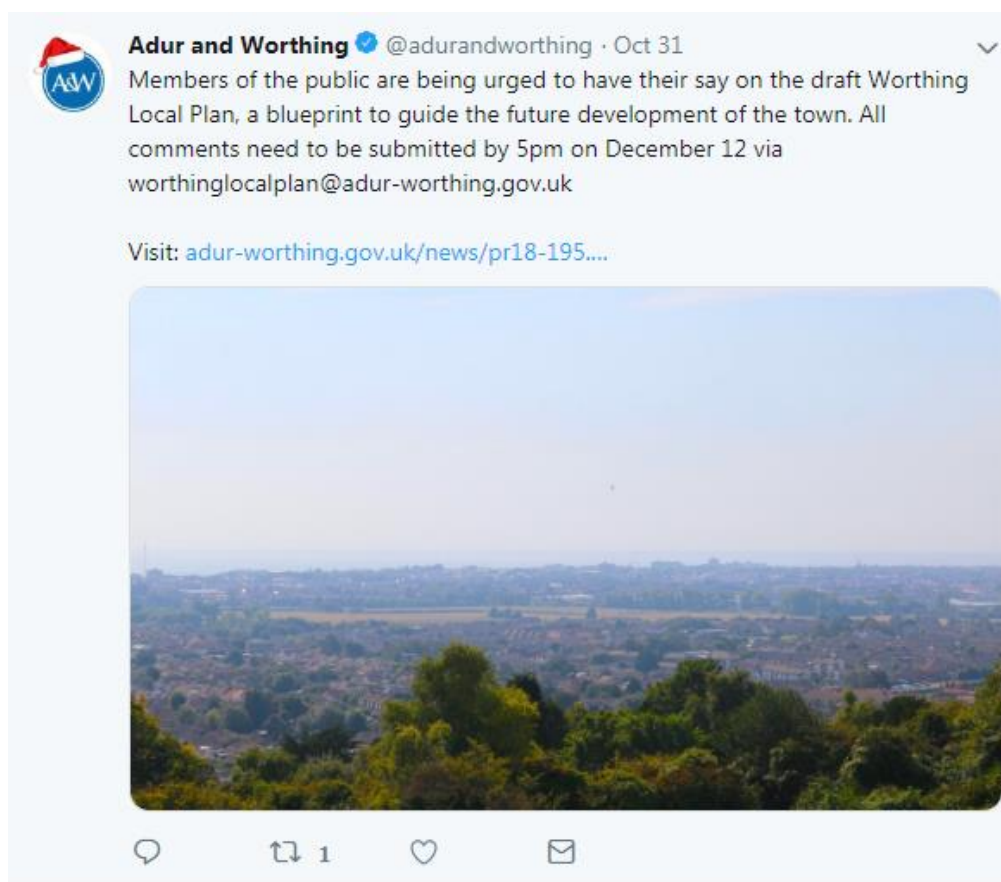 A&W
Adur and Worthing @adurandworthing · Oct 31
Members of the public are being urged to have their say on the draft Worthing
Local Plan, a blueprint to guide the future development of the town. All
comments need to be submitted by 5pm on December 12 via
worthinglocalplan@adur-worthing.gov.uk
Visit: adur-worthing.gov.uk/news/pr18-195....
1